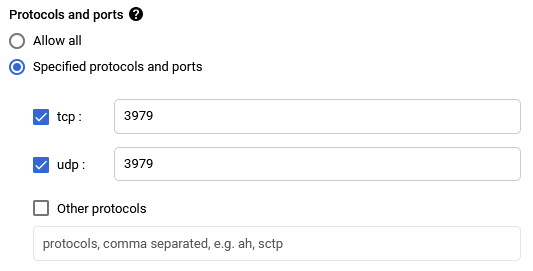 Protocols and ports ?
Allow all
Specified protocols and ports
tcp : 3979
udp : 3979
Other protocols
protocols, comma separated, e.g. ah, sctp